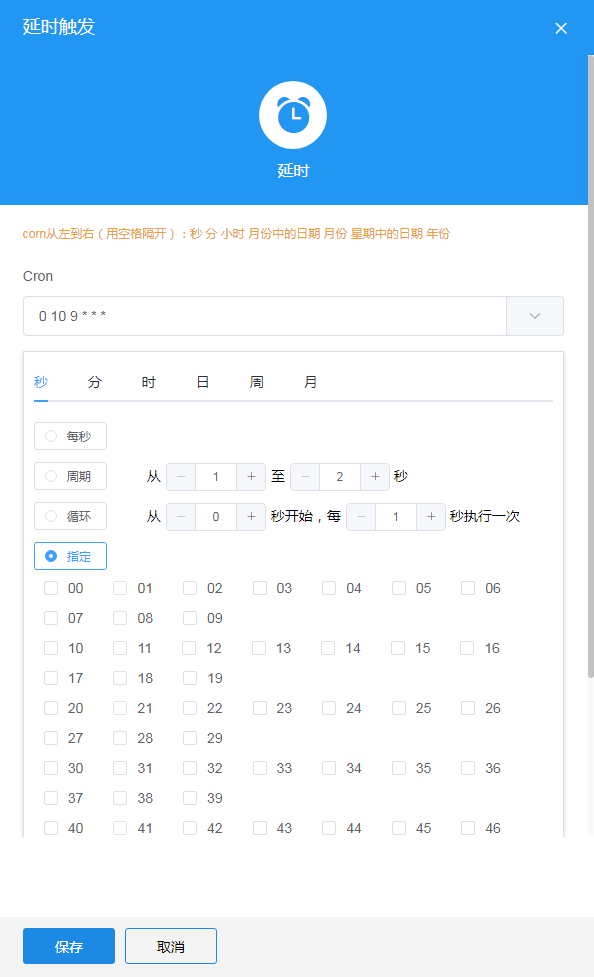 延时触发
延时
corn从左到右（用空格隔开）：秒 分 小时 月份中的日期 月份 星期中的日期 年份
Cron
0 10 9 * * *
秒 分 时 日 周 月
每秒
周期 从 − 1 + 至 − 2 + 秒
循环 从 − 0 + 秒开始，每 − 1 + 秒执行一次
指定
00 01 02 03 04 05 06
07 08 09
10 11 12 13 14 15 16
17 18 19
20 21 22 23 24 25 26
27 28 29
30 31 32 33 34 35 36
37 38 39
40 41 42 43 44 45 46
保存 取消